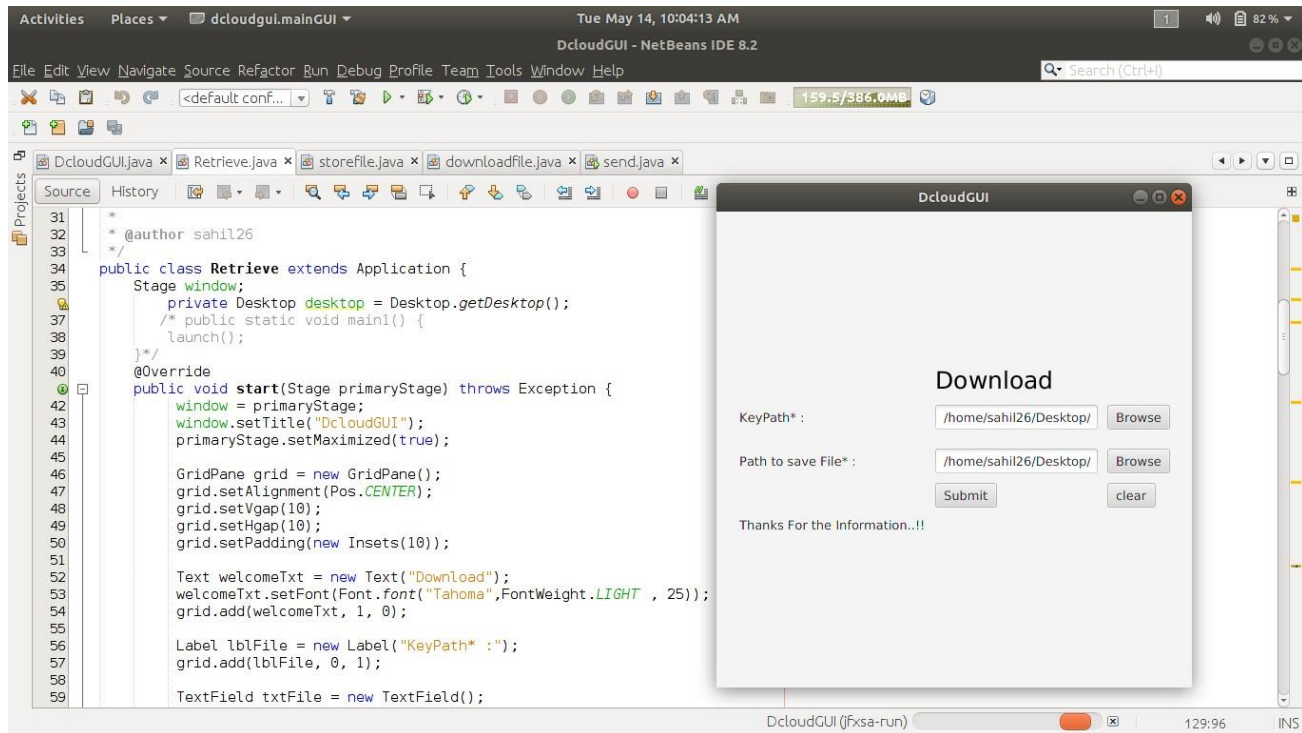 Activities Places dcloudgui.mainGUI Tue May 14, 10:04:13 AM 1 82 %
DcloudGUI - NetBeans IDE 8.2
File Edit View Navigate Source Refactor Run Debug Profile Team Tools Window Help Search (Ctrl+I)
<default conf... 159.5/386.0MB
DcloudGUI.java Retrieve.java storefile.java downloadfile.java send.java
Projects
Source History
31 *
32 * @author sahil26
33 */
34 public class Retrieve extends Application {
35 Stage window;
private Desktop desktop = Desktop.getDesktop();
37 /* public static void main1() {
38 launch();
39 }*/
40 @Override
public void start(Stage primaryStage) throws Exception {
42 window = primaryStage;
43 window.setTitle("DcloudGUI");
44 primaryStage.setMaximized(true);
45
46 GridPane grid = new GridPane();
47 grid.setAlignment(Pos.CENTER);
48 grid.setVgap(10);
49 grid.setHgap(10);
50 grid.setPadding(new Insets(10));
51
52 Text welcomeTxt = new Text("Download");
53 welcomeTxt.setFont(Font.font("Tahoma",FontWeight.LIGHT , 25));
54 grid.add(welcomeTxt, 1, 0);
55
56 Label lblFile = new Label("KeyPath* :");
57 grid.add(lblFile, 0, 1);
58
59 TextField txtFile = new TextField();
DcloudGUI
Download
KeyPath* : /home/sahil26/Desktop/ Browse
Path to save File* : /home/sahil26/Desktop/ Browse
Submit clear
Thanks For the Information..!!
DcloudGUI (jfxsa-run) 129:96 INS